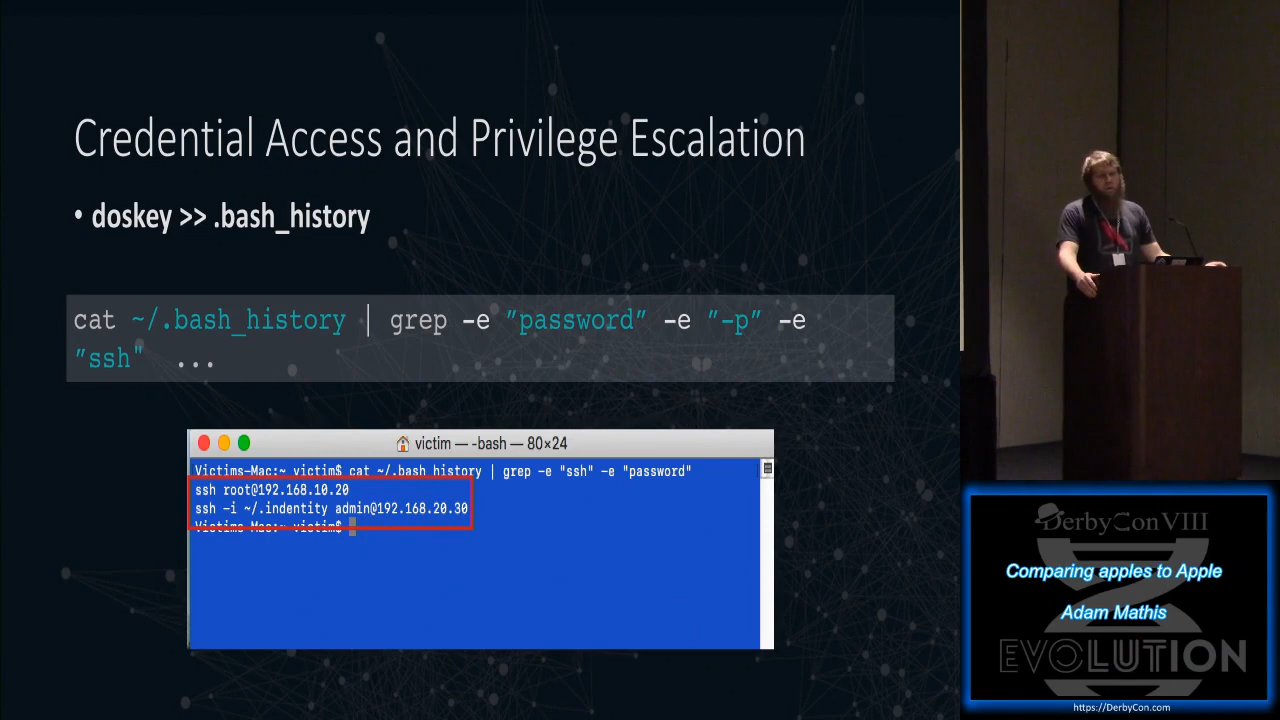 Credential Access and Privilege Escalation
• doskey >> .bash_history
cat ~/.bash_history | grep -e ”password” -e ”-p” -e
”ssh" ...
victim — -bash — 80×24
Victims-Mac:~ victim$ cat ~/.bash_history | grep -e "ssh" -e "password"
ssh root@192.168.10.20
ssh -i ~/.indentity admin@192.168.20.30
Victims-Mac:~ victim$
DerbyCon VIII
Comparing apples to Apple
Adam Mathis
EVOLUTION
https://DerbyCon.com